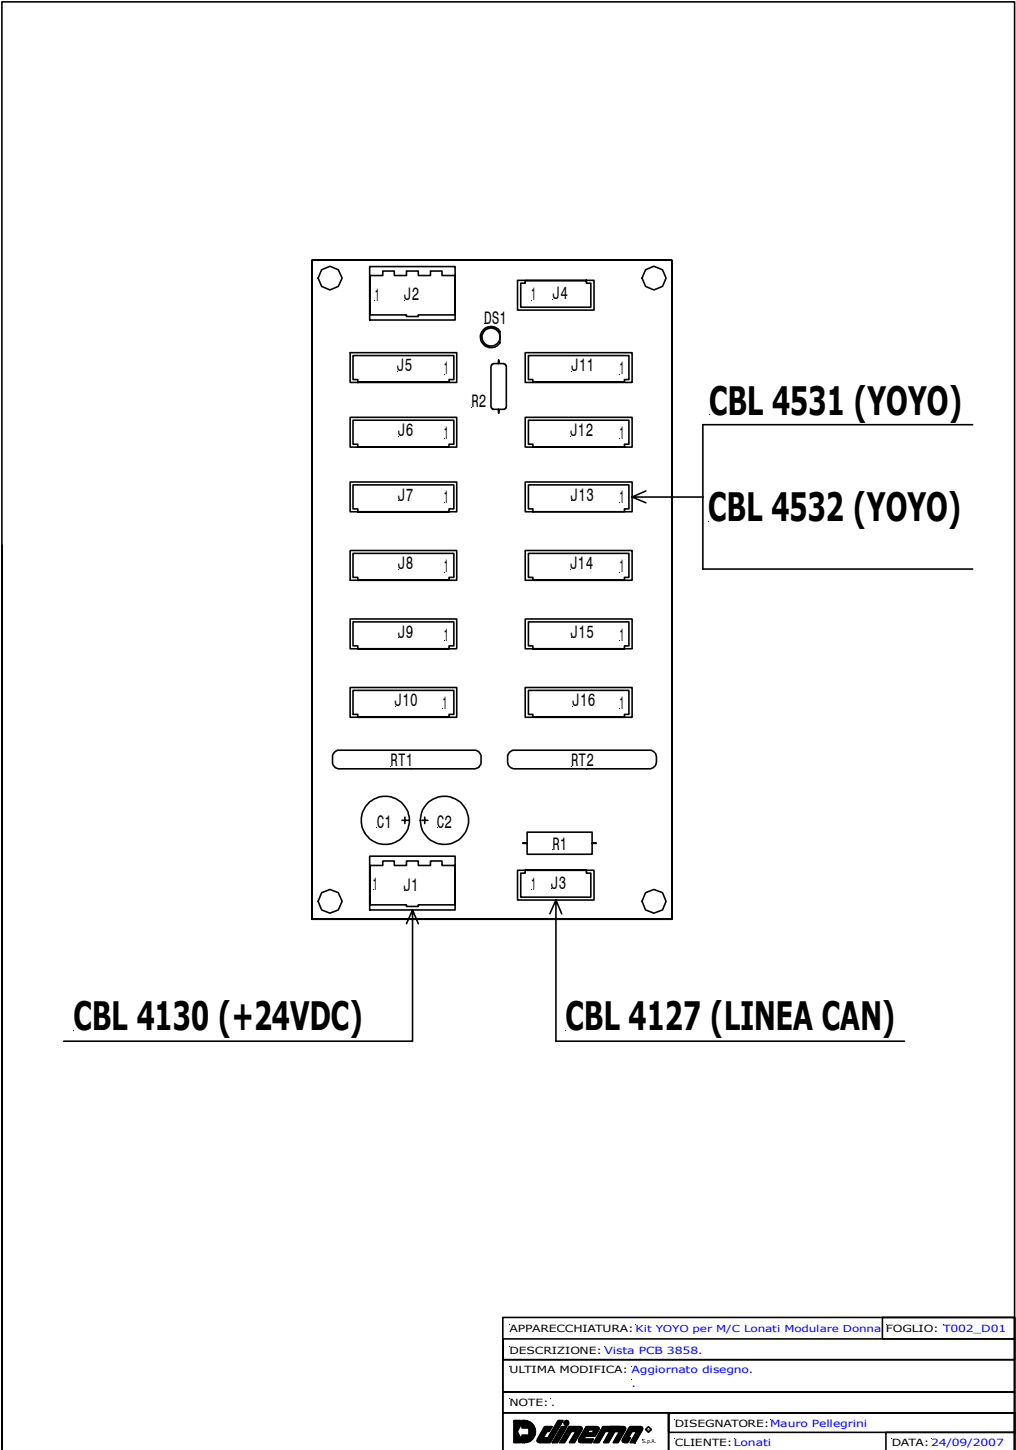 1 J2
1 J4
DS1
J5 1
J11 1
R2
J6 1
J12 1
J7 1
J13 1
J8 1
J14 1
J9 1
J15 1
J10 1
J16 1
RT1
RT2
C1 + + C2
R1
1 J1
1 J3
CBL 4531 (YOYO)
CBL 4532 (YOYO)
CBL 4130 (+24VDC)
CBL 4127 (LINEA CAN)
APPARECCHIATURA: Kit YOYO per M/C Lonati Modulare Donna FOGLIO: T002_D01
DESCRIZIONE: Vista PCB 3858.
ULTIMA MODIFICA: Aggiornato disegno.
.
NOTE: .
D dinema S.p.A.
DISEGNATORE: Mauro Pellegrini
CLIENTE: Lonati DATA: 24/09/2007